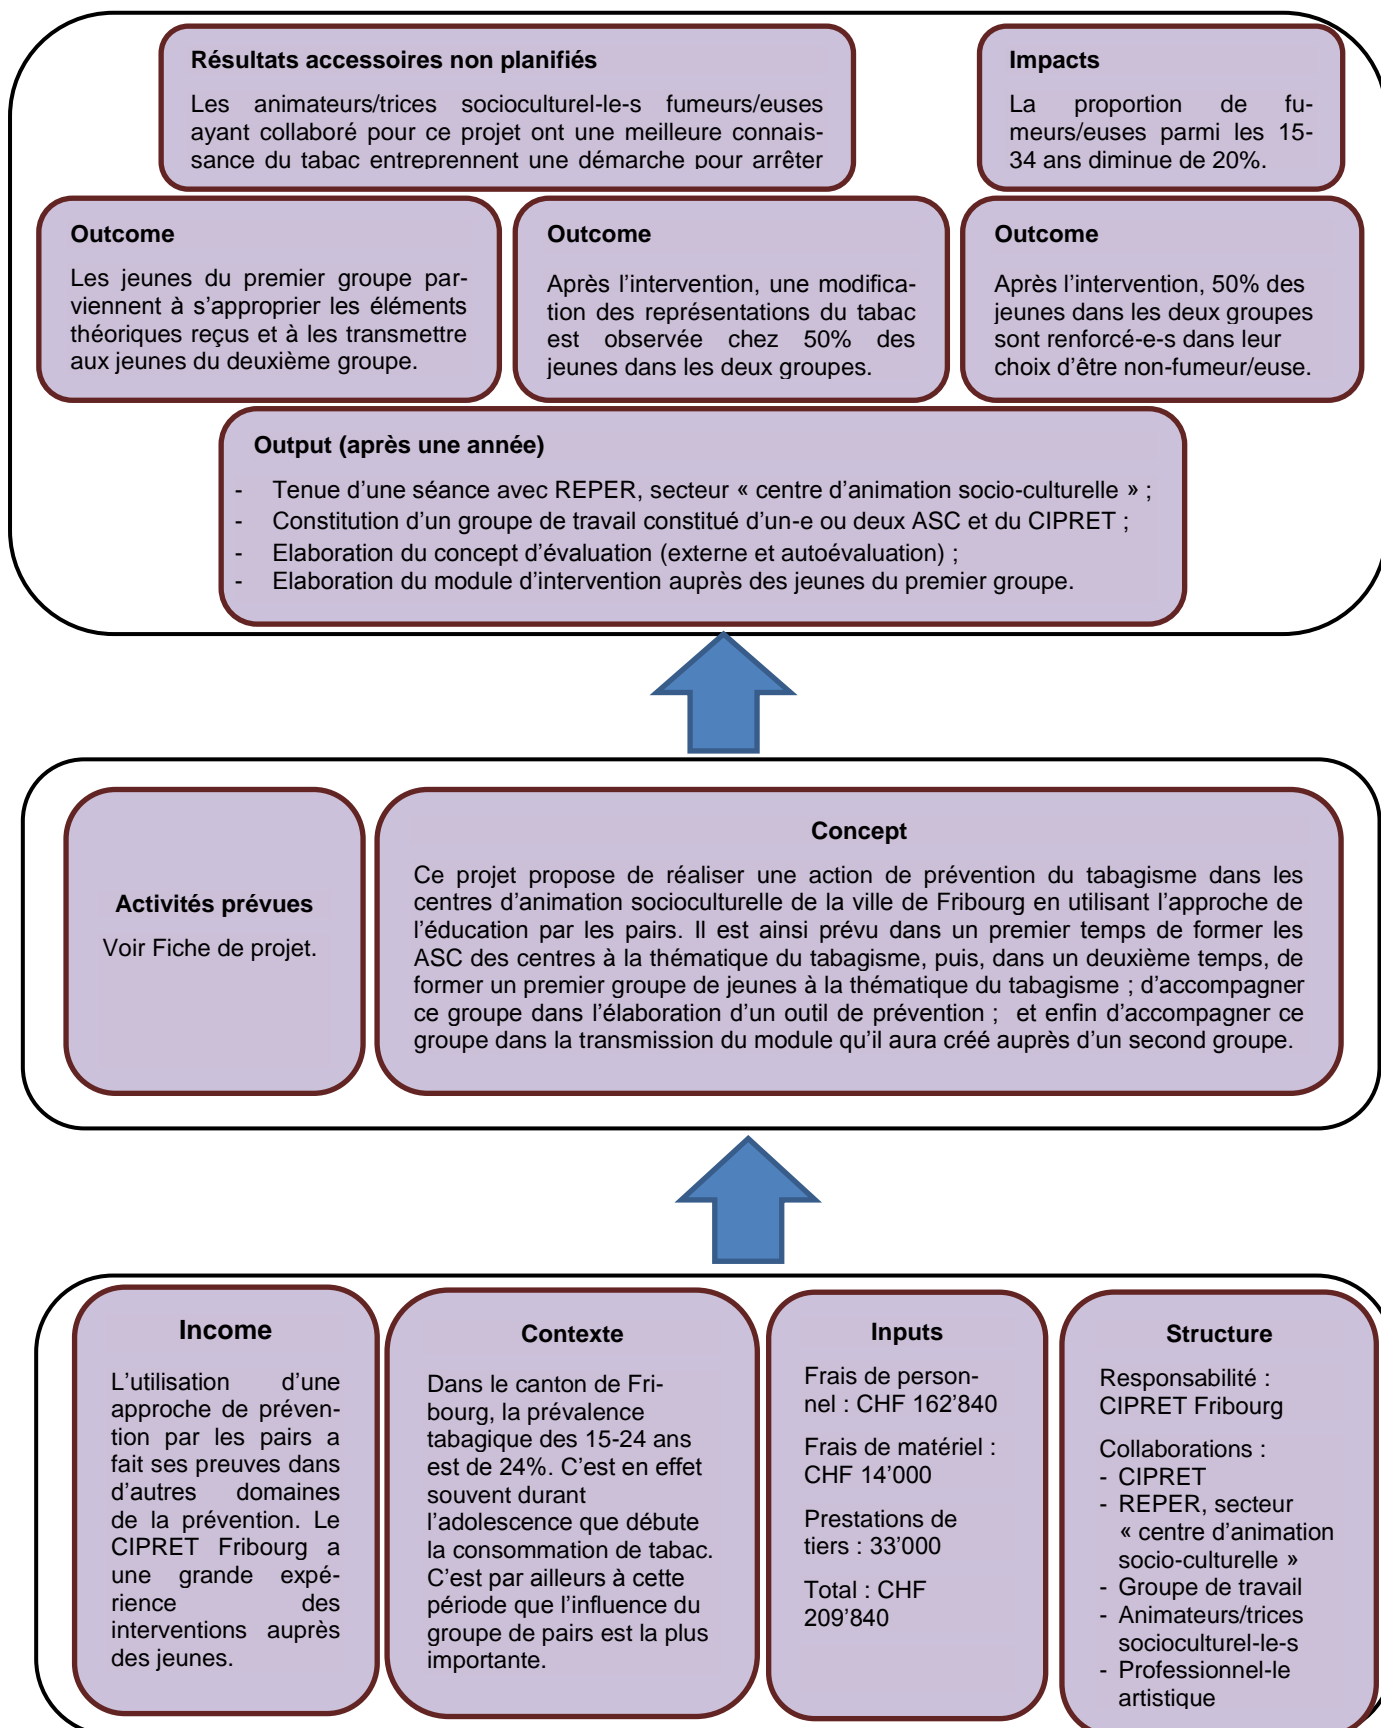 Résultats accessoires non planifiés
Les animateurs/trices socioculturel-le-s fumeurs/euses
ayant collaboré pour ce projet ont une meilleure connais-
sance du tabac entreprennent une démarche pour arrêter
Impacts
La proportion de fu-
meurs/euses parmi les 15-
34 ans diminue de 20%.
Outcome
Les jeunes du premier groupe par-
viennent à s’approprier les éléments
théoriques reçus et à les transmettre
aux jeunes du deuxième groupe.
Outcome
Après l’intervention, une modifica-
tion des représentations du tabac
est observée chez 50% des
jeunes dans les deux groupes.
Outcome
Après l’intervention, 50% des
jeunes dans les deux groupes
sont renforcé-e-s dans leur
choix d’être non-fumeur/euse.
Output (après une année)
- Tenue d’une séance avec REPER, secteur « centre d’animation socio-culturelle » ;
- Constitution d’un groupe de travail constitué d’un-e ou deux ASC et du CIPRET ;
- Elaboration du concept d’évaluation (externe et autoévaluation) ;
- Elaboration du module d’intervention auprès des jeunes du premier groupe.
Activités prévues
Voir Fiche de projet.
Concept
Ce projet propose de réaliser une action de prévention du tabagisme dans les
centres d’animation socioculturelle de la ville de Fribourg en utilisant l’approche de
l’éducation par les pairs. Il est ainsi prévu dans un premier temps de former les
ASC des centres à la thématique du tabagisme, puis, dans un deuxième temps, de
former un premier groupe de jeunes à la thématique du tabagisme ; d’accompagner
ce groupe dans l’élaboration d’un outil de prévention ; et enfin d’accompagner ce
groupe dans la transmission du module qu’il aura créé auprès d’un second groupe.
Income
L’utilisation d’une
approche de préven-
tion par les pairs a
fait ses preuves dans
d’autres domaines
de la prévention. Le
CIPRET Fribourg a
une grande expé-
rience des
interventions auprès
des jeunes.
Contexte
Dans le canton de Fri-
bourg, la prévalence
tabagique des 15-24 ans
est de 24%. C’est en effet
souvent durant
l’adolescence que débute
la consommation de tabac.
C’est par ailleurs à cette
période que l’influence du
groupe de pairs est la plus
importante.
Inputs
Frais de person-
nel : CHF 162’840
Frais de matériel :
CHF 14’000
Prestations de
tiers : 33’000
Total : CHF
209’840
Structure
Responsabilité :
CIPRET Fribourg
Collaborations :
- CIPRET
- REPER, secteur
« centre d’animation
socio-culturelle »
- Groupe de travail
- Animateurs/trices
socioculturel-le-s
- Professionnel-le
artistique